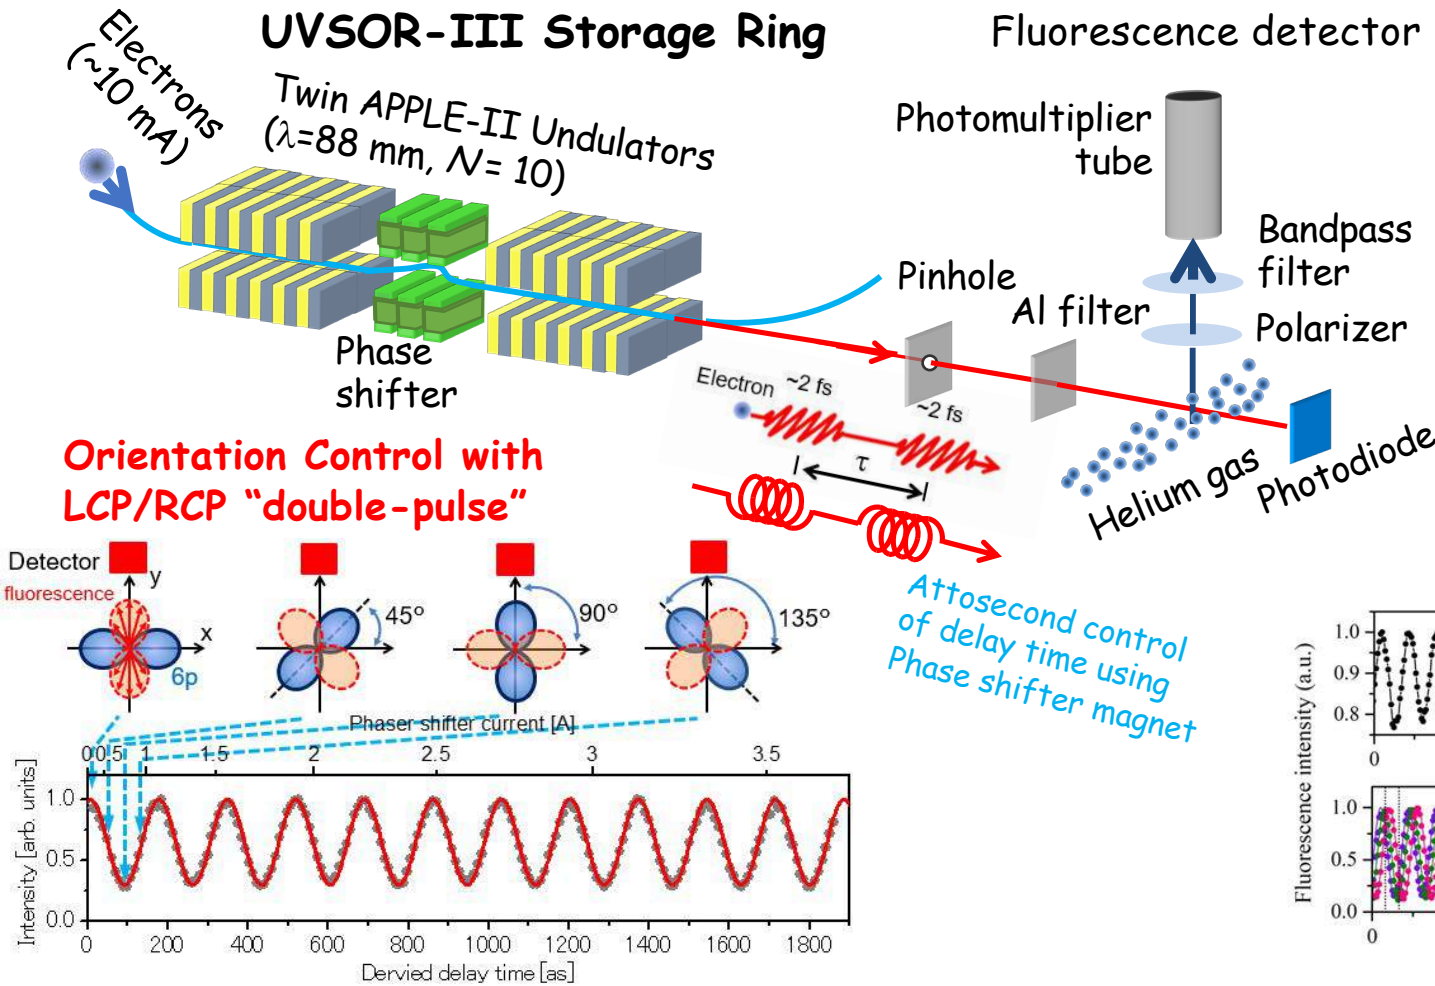 UVSOR-III Storage Ring
Fluorescence detector
Electrons
(~10 mA)
Twin APPLE-II Undulators
(λ=88 mm, N= 10)
Photomultiplier
tube
Bandpass
filter
Pinhole
Al filter
Polarizer
Phase
shifter
Electron
~2 fs
~2 fs
τ
Helium gas
Photodiode
Orientation Control with
LCP/RCP “double-pulse”
Detector
fluorescence
y
x
6p
45°
90°
135°
Attosecond control
of delay time using
Phase shifter magnet
Phaser shifter current [A]
0 0.5 1 1.5 2 2.5 3 3.5
Intensity [arb. units]
1.0
0.5
0.0
0 200 400 600 800 1000 1200 1400 1600 1800
Dervied delay time [as]
Fluorescence intensity (a.u.)
1.0
0.9
0.8
0
1.0
0.5
0.0
0